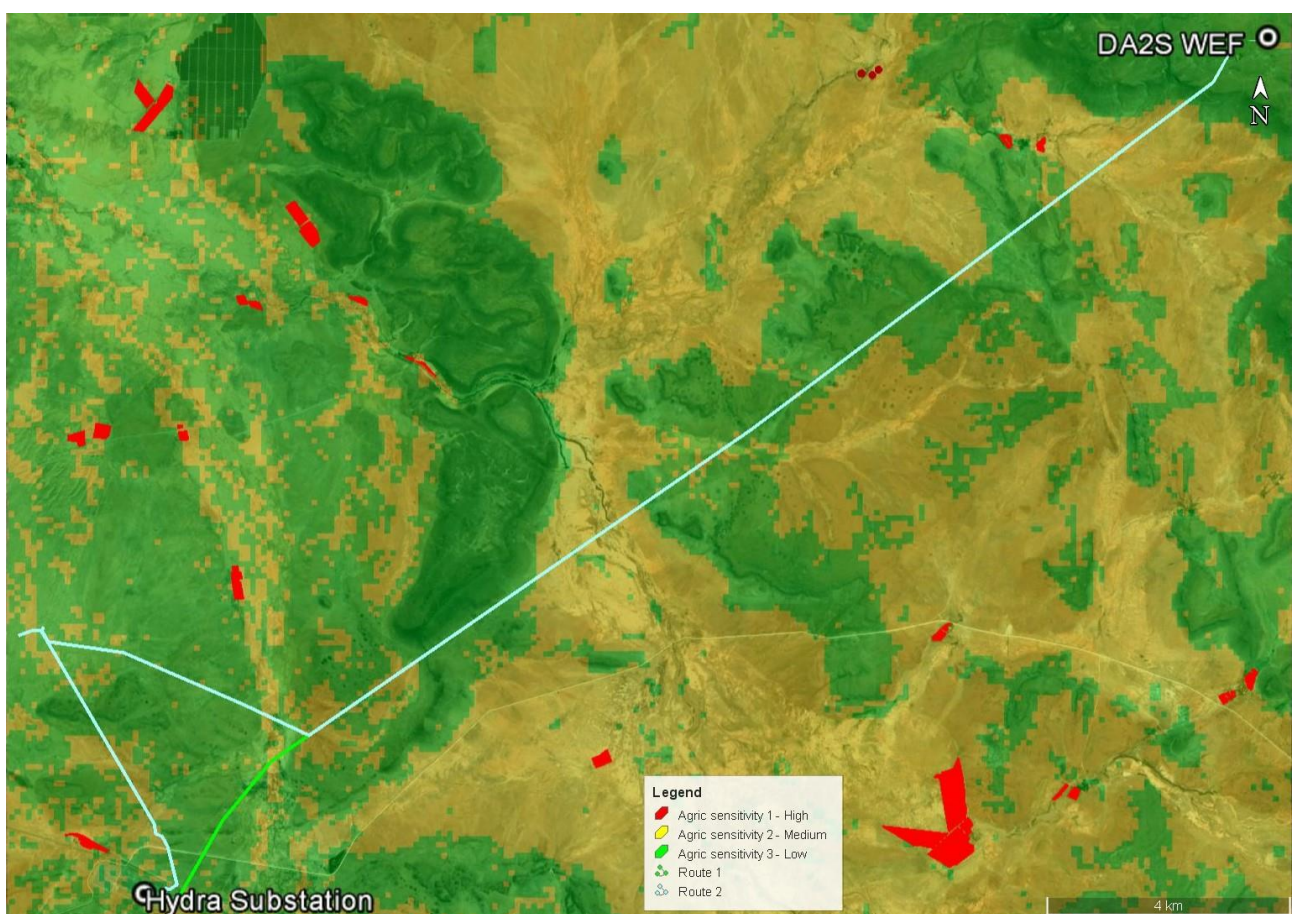 DA2S WEF
N
Legend
Agric sensitivity 1 - High
Agric sensitivity 2 - Medium
Agric sensitivity 3 - Low
Route 1
Route 2
Hydra Substation
4 km